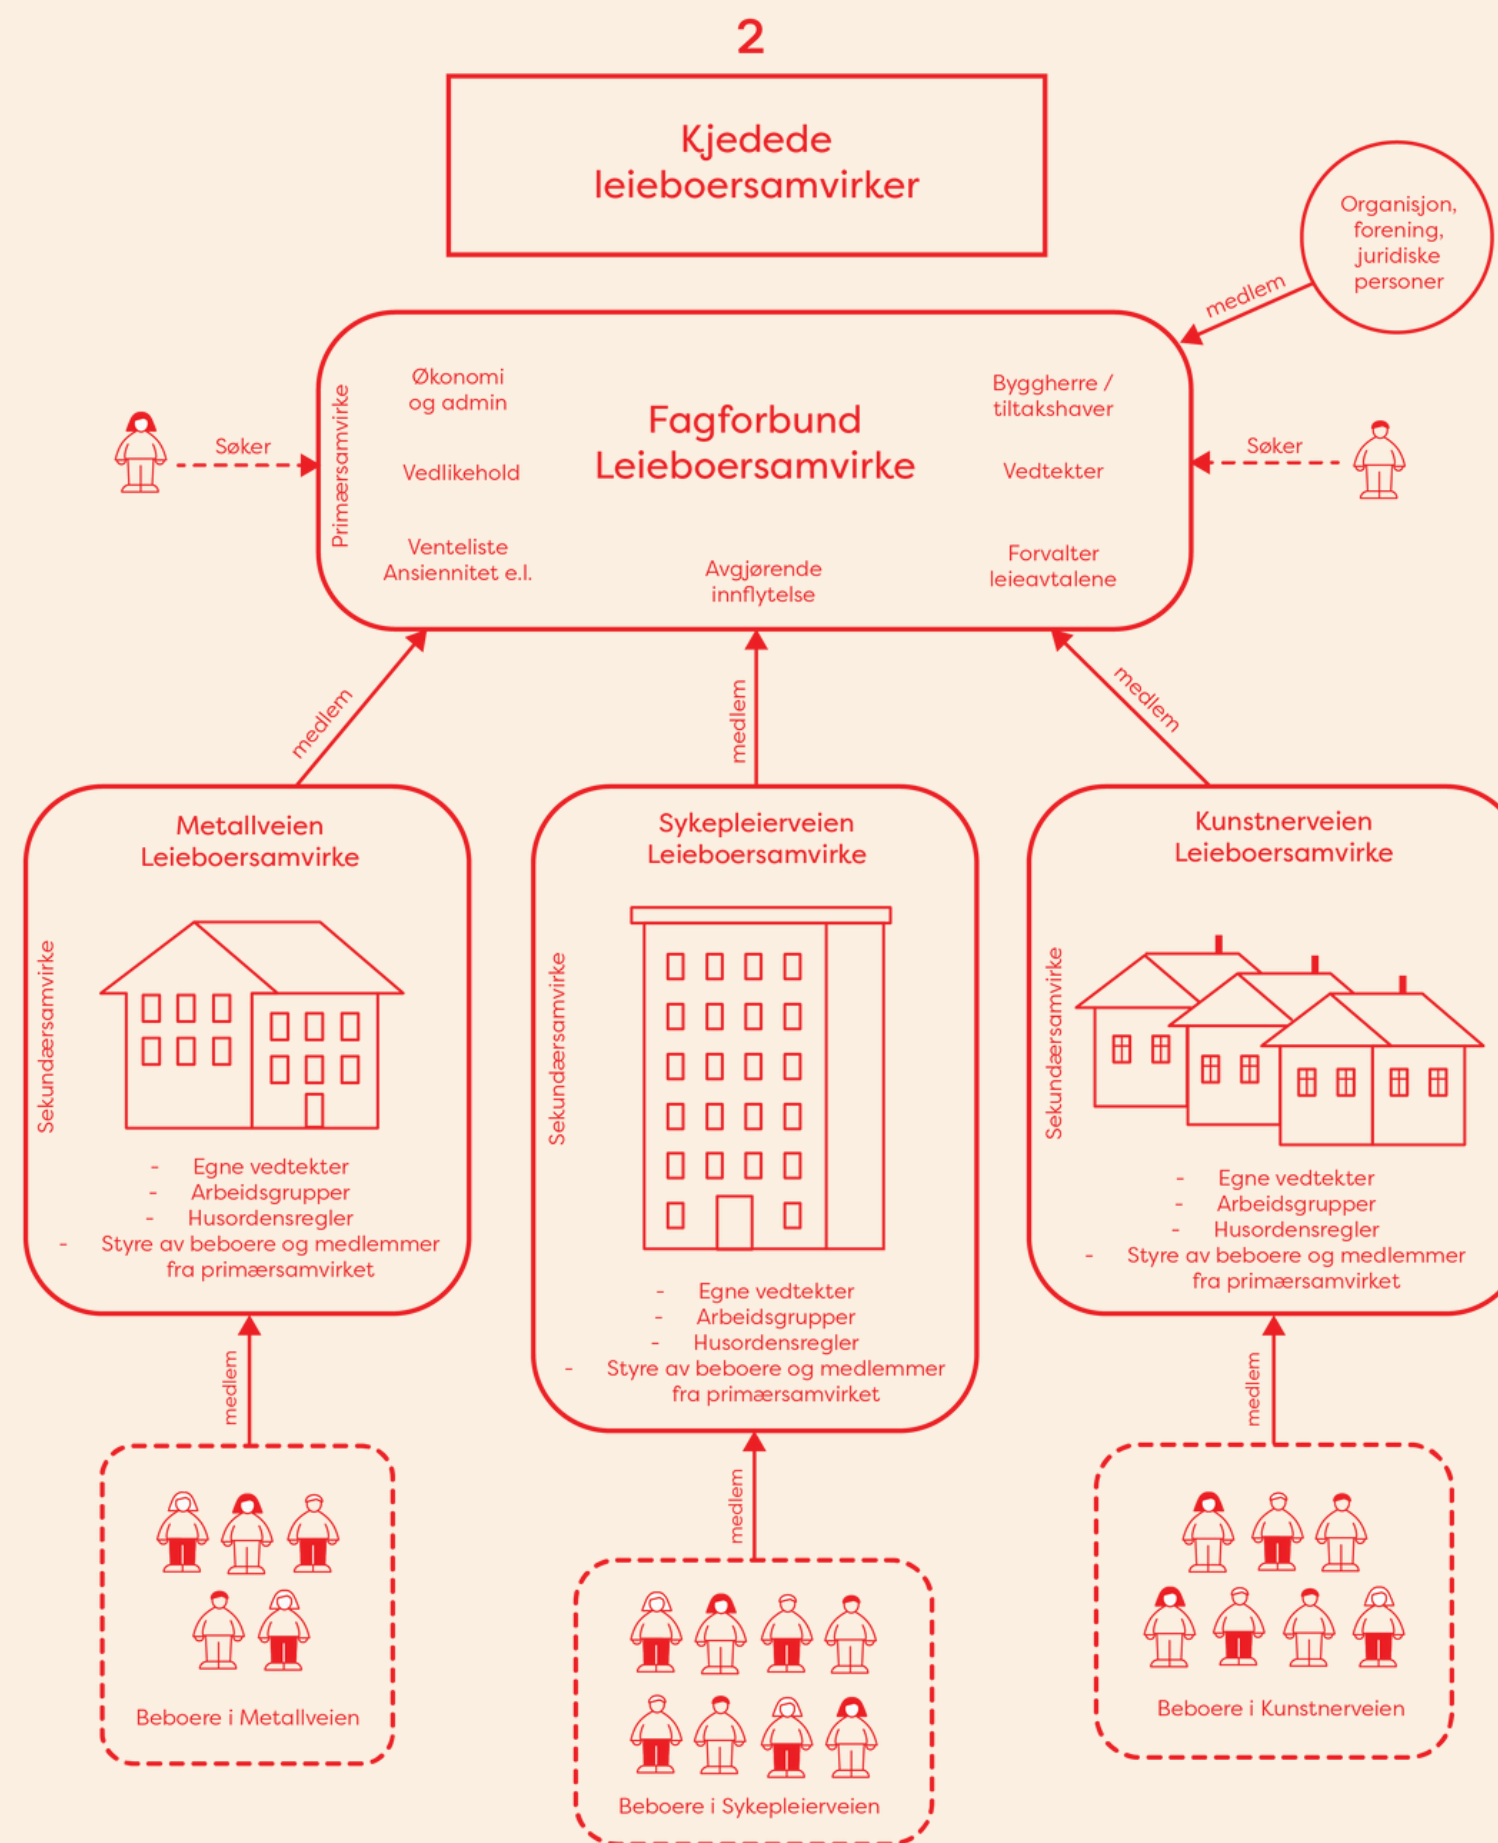 2
Kjedede
leieboersamvirker
Organisjon,
forening,
juridiske
personer
medlem
Primærsamvirke
Økonomi
og admin
Vedlikehold
Venteliste
Ansiennitet e.l.
Fagforbund
Leieboersamvirke
Avgjørende
innflytelse
Byggherre /
tiltakshaver
Vedtekter
Forvalter
leieavtalene
Søker
Søker
medlem
medlem
medlem
Metallveien
Leieboersamvirke
Sekundærsamvirke
- Egne vedtekter
- Arbeidsgrupper
- Husordensregler
- Styre av beboere og medlemmer
fra primærsamvirket
Sykepleierveien
Leieboersamvirke
Sekundærsamvirke
- Egne vedtekter
- Arbeidsgrupper
- Husordensregler
- Styre av beboere og medlemmer
fra primærsamvirket
Kunstnerveien
Leieboersamvirke
Sekundærsamvirke
- Egne vedtekter
- Arbeidsgrupper
- Husordensregler
- Styre av beboere og medlemmer
fra primærsamvirket
medlem
medlem
medlem
Beboere i Metallveien
Beboere i Sykepleierveien
Beboere i Kunstnerveien